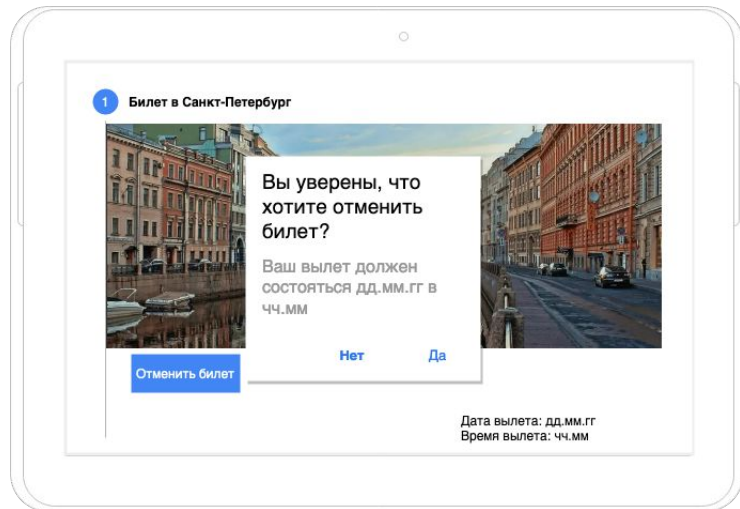 1 Билет в Санкт-Петербург
Вы уверены, что
хотите отменить
билет?
Ваш вылет должен
состояться дд.мм.гг в
чч.мм
Нет Да
Отменить билет
Дата вылета: дд.мм.гг
Время вылета: чч.мм